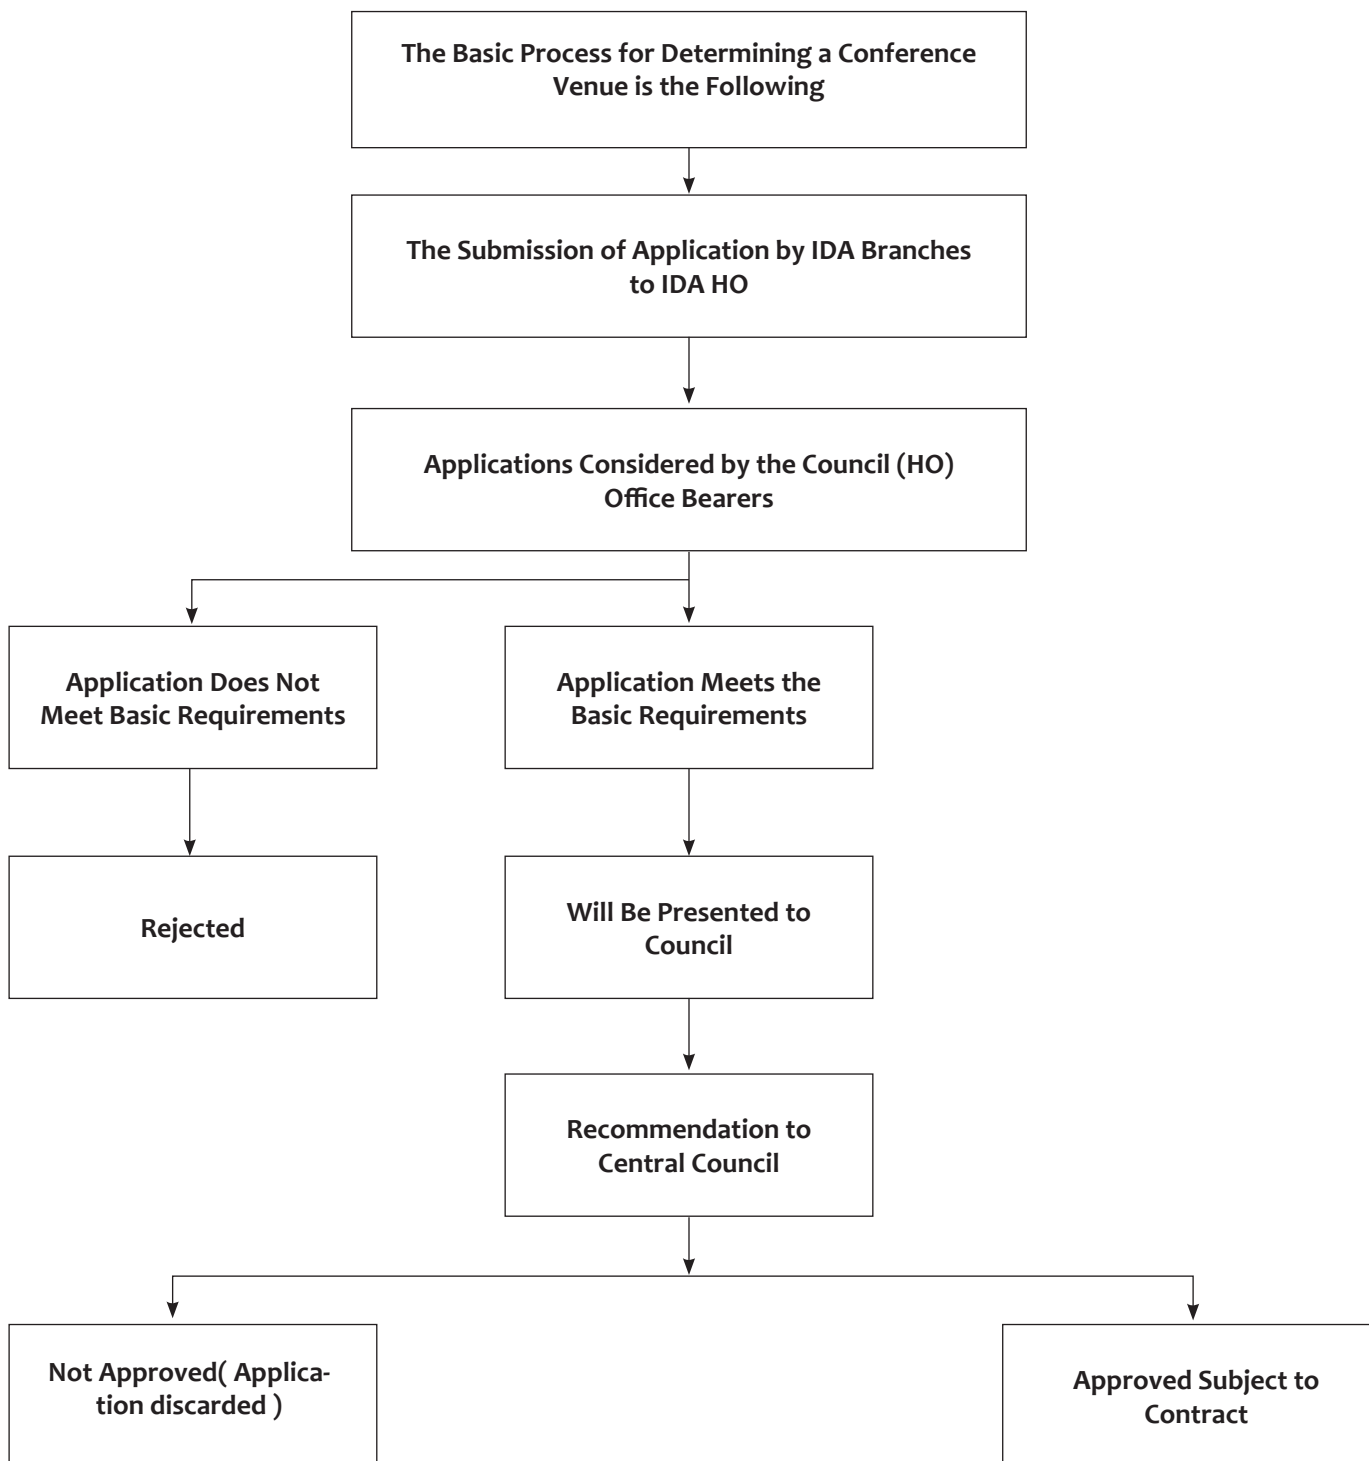 The Basic Process for Determining a Conference
Venue is the Following
The Submission of Application by IDA Branches
to IDA HO
Applications Considered by the Council (HO)
Office Bearers
Application Does Not
Meet Basic Requirements
Application Meets the
Basic Requirements
Rejected
Will Be Presented to
Council
Recommendation to
Central Council
Not Approved( Applica-
tion discarded )
Approved Subject to
Contract